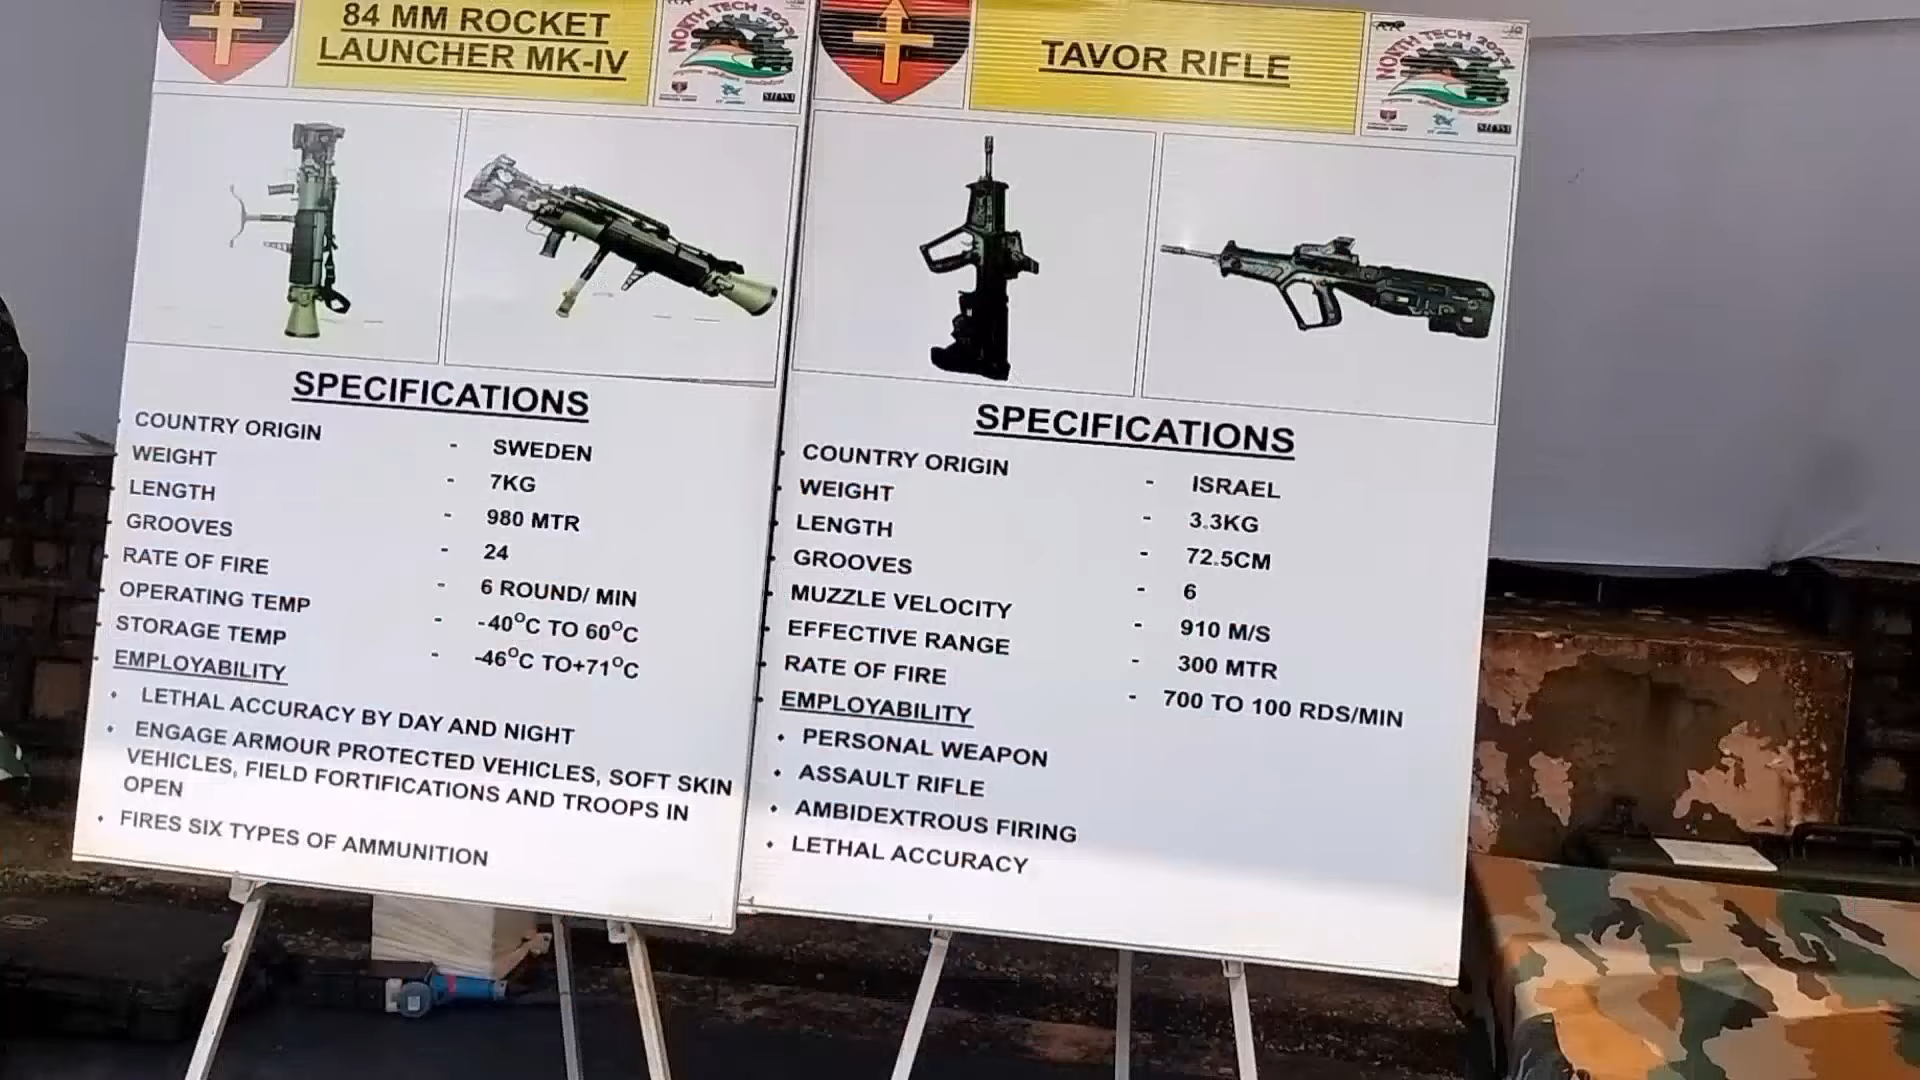 84 MM ROCKET
LAUNCHER MK-IV
NORTH TECH 2023
SPECIFICATIONS
COUNTRY ORIGIN - SWEDEN
WEIGHT - 7KG
LENGTH - 980 MTR
GROOVES - 24
RATE OF FIRE - 6 ROUND/ MIN
OPERATING TEMP - -40°C TO 60°C
STORAGE TEMP - -46°C TO+71°C
EMPLOYABILITY
• LETHAL ACCURACY BY DAY AND NIGHT
• ENGAGE ARMOUR PROTECTED VEHICLES, SOFT SKIN
VEHICLES, FIELD FORTIFICATIONS AND TROOPS IN
OPEN
• FIRES SIX TYPES OF AMMUNITION
TAVOR RIFLE
NORTH TECH 2023
SPECIFICATIONS
COUNTRY ORIGIN - ISRAEL
WEIGHT - 3.3KG
LENGTH - 72.5CM
GROOVES - 6
MUZZLE VELOCITY - 910 M/S
EFFECTIVE RANGE - 300 MTR
RATE OF FIRE - 700 TO 100 RDS/MIN
EMPLOYABILITY
• PERSONAL WEAPON
• ASSAULT RIFLE
• AMBIDEXTROUS FIRING
• LETHAL ACCURACY